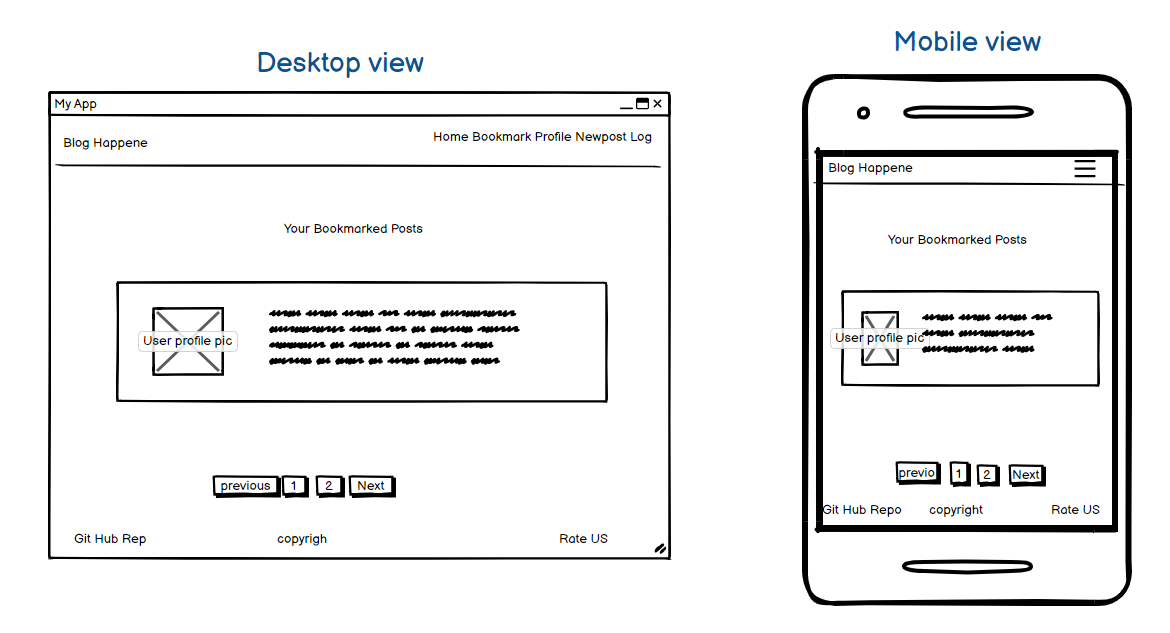 Desktop view
My App
Blog Happene
Home Bookmark Profile Newpost Log
Your Bookmarked Posts
User profile pic
previous 1 2 Next
Git Hub Rep copyrigh Rate US
Mobile view
Blog Happene
Your Bookmarked Posts
User profile pic
previo 1 2 Next
Git Hub Repo copyright Rate US